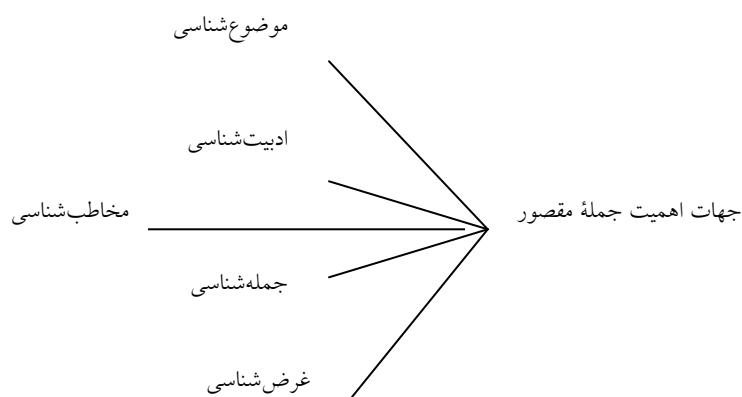 موضوع‌شناسی
ادبیت‌شناسی
جهات اهمیت جملهٔ مقصور
مخاطب‌شناسی
جمله‌شناسی
غرض‌شناسی